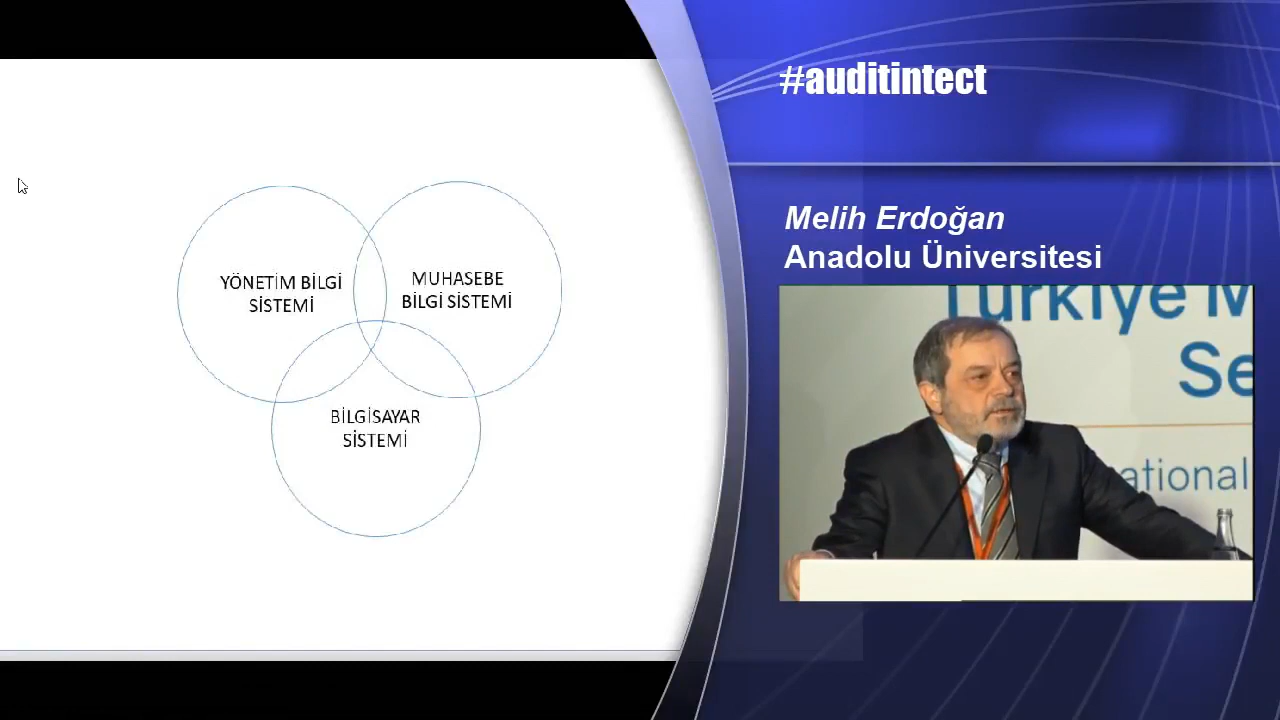 YÖNETİM BİLGİ
SİSTEMİ
MUHASEBE
BİLGİ SİSTEMİ
BİLGİSAYAR
SİSTEMİ
#auditintect
Melih Erdoğan
Anadolu Üniversitesi
Türkiye M
Se
ational